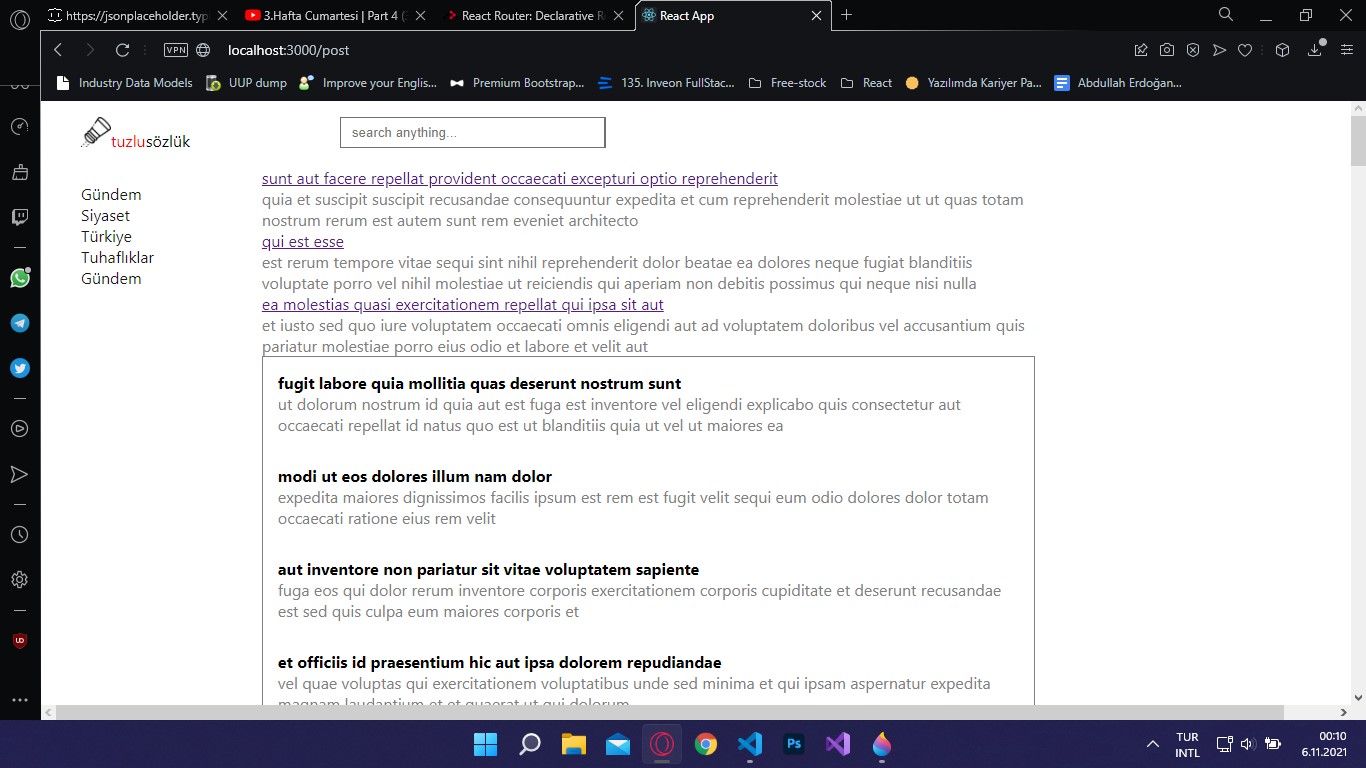 https://jsonplaceholder.typ
3.Hafta Cumartesi | Part 4 (
React Router: Declarative R
React App
VPN
localhost:3000/post
Industry Data Models
UUP dump
Improve your Englis...
Premium Bootstrap...
135. Inveon FullStac...
Free-stock
React
Yazılımda Kariyer Pa...
Abdullah Erdoğan...
tuzlusözlük
search anything...
Gündem
Siyaset
Türkiye
Tuhaflıklar
Gündem
sunt aut facere repellat provident occaecati excepturi optio reprehenderit
quia et suscipit suscipit recusandae consequuntur expedita et cum reprehenderit molestiae ut ut quas totam
nostrum rerum est autem sunt rem eveniet architecto
qui est esse
est rerum tempore vitae sequi sint nihil reprehenderit dolor beatae ea dolores neque fugiat blanditiis
voluptate porro vel nihil molestiae ut reiciendis qui aperiam non debitis possimus qui neque nisi nulla
ea molestias quasi exercitationem repellat qui ipsa sit aut
et iusto sed quo iure voluptatem occaecati omnis eligendi aut ad voluptatem doloribus vel accusantium quis
pariatur molestiae porro eius odio et labore et velit aut
fugit labore quia mollitia quas deserunt nostrum sunt
ut dolorum nostrum id quia aut est fuga est inventore vel eligendi explicabo quis consectetur aut
occaecati repellat id natus quo est ut blanditiis quia ut vel ut maiores ea
modi ut eos dolores illum nam dolor
expedita maiores dignissimos facilis ipsum est rem est fugit velit sequi eum odio dolores dolor totam
occaecati ratione eius rem velit
aut inventore non pariatur sit vitae voluptatem sapiente
fuga eos qui dolor rerum inventore corporis exercitationem corporis cupiditate et deserunt recusandae
est sed quis culpa eum maiores corporis et
et officiis id praesentium hic aut ipsa dolorem repudiandae
vel quae voluptas qui exercitationem voluptatibus unde sed minima et qui ipsam aspernatur expedita
magnam laudantium et et quaerat ut qui dolorum
Ps
TUR
INTL
00:10
6.11.2021